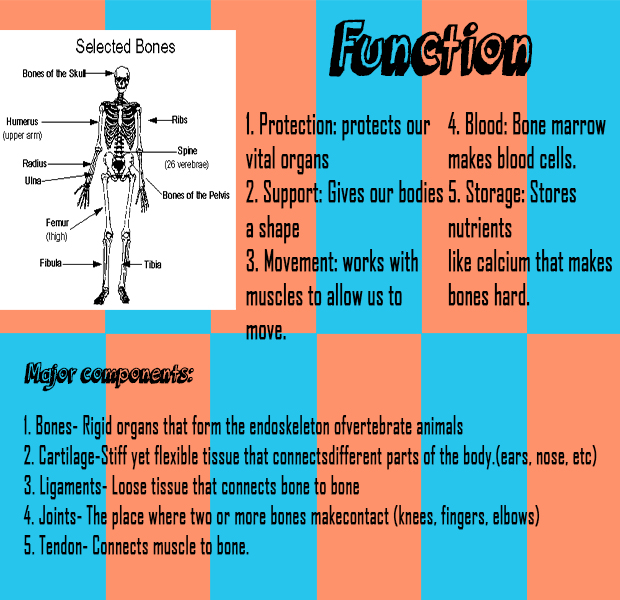 Selected Bones
Bones of the Skull
Humerus
(upper arm)
Ribs
Spine
(26 verebrae)
Radius
Ulna
Bones of the Pelvis
Femur
(thigh)
Fibula
Tibia
Function
1. Protection: protects our
vital organs
2. Support: Gives our bodies
a shape
3. Movement: works with
muscles to allow us to
move.
4. Blood: Bone marrow
makes blood cells.
5. Storage: Stores
nutrients
like calcium that makes
bones hard.
Major components:
1. Bones- Rigid organs that form the endoskeleton ofvertebrate animals
2. Cartilage-Stiff yet flexible tissue that connectsdifferent parts of the body.(ears, nose, etc)
3. Ligaments- Loose tissue that connects bone to bone
4. Joints- The place where two or more bones makecontact (knees, fingers, elbows)
5. Tendon- Connects muscle to bone.